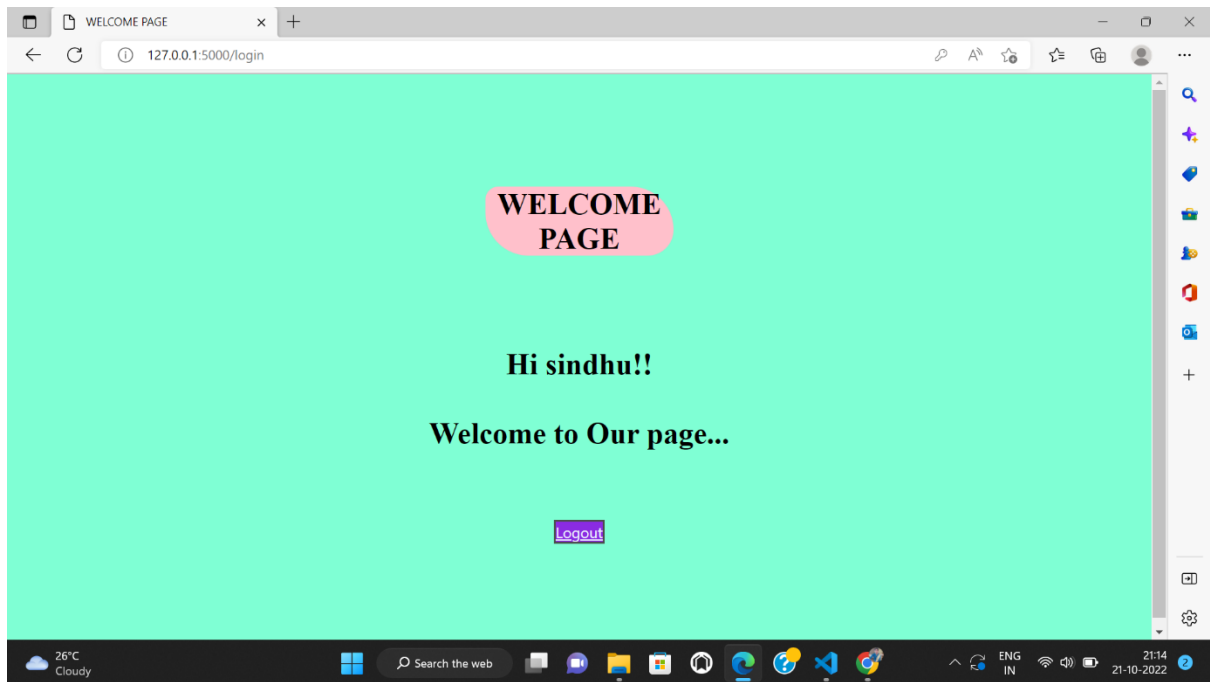 WELCOME PAGE
127.0.0.1:5000/login
WELCOME
PAGE
Hi sindhu!!
Welcome to Our page...
Logout
26°C
Cloudy
Search the web
ENG
IN
21:14
21-10-2022
2